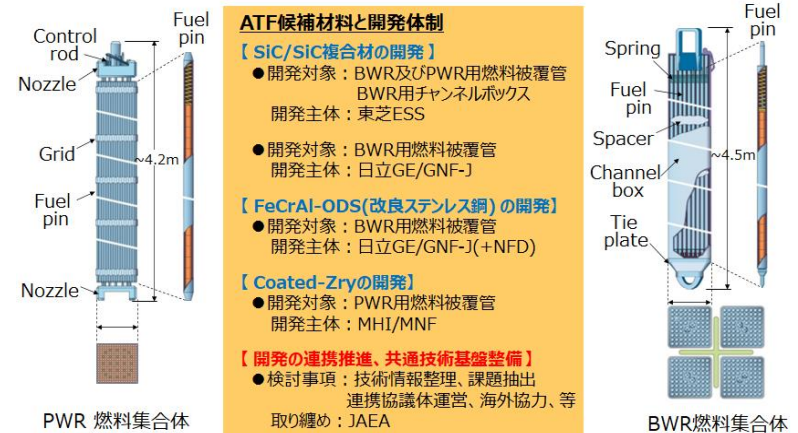 Control
rod
Nozzle
Grid
Fuel
pin
Nozzle
Fuel
pin
~4.2m
PWR 燃料集合体
ATF候補材料と開発体制
【 SiC/SiC複合材の開発 】
●開発対象：BWR及びPWR用燃料被覆管
BWR用チャンネルボックス
開発主体：東芝ESS
●開発対象：BWR用燃料被覆管
開発主体：日立GE/GNF-J
【 FeCrAl-ODS(改良ステンレス鋼) の開発】
●開発対象：BWR用燃料被覆管
開発主体：日立GE/GNF-J(+NFD)
【 Coated-Zryの開発】
●開発対象：PWR用燃料被覆管
開発主体：MHI/MNF
【 開発の連携推進、共通技術基盤整備】
●検討事項：技術情報整理、課題抽出
連携協議体運営、海外協力、等
取り纏め：JAEA
Spring
Fuel
pin
Spacer
Channel
box
Tie
plate
Fuel
pin
~4.5m
BWR燃料集合体